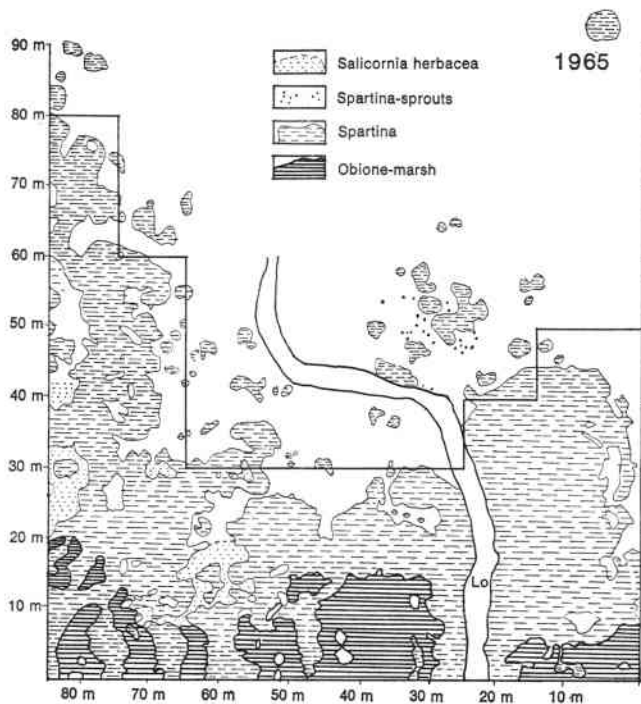 90 m
80 m
70 m
60 m
50 m
40 m
30 m
20 m
10 m
1965
Salicornia herbacea
Spartina-sprouts
Spartina
Obione-marsh
Lo
80 m 70 m 60 m 50 m 40 m 30 m 20 m 10 m